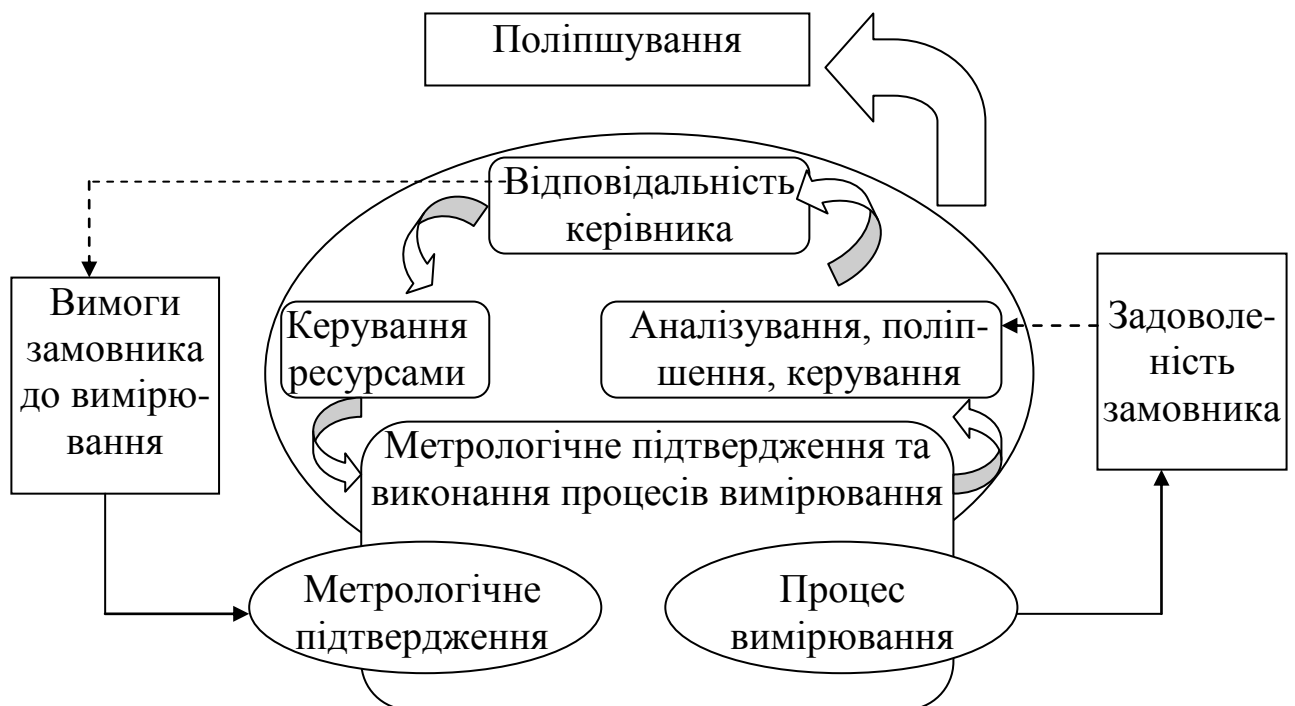 Поліпшування
Відповідальність
керівника
Вимоги
замовника
до вимірю-
вання
Керування
ресурсами
Аналізування, поліп-
шення, керування
Задоволе-
ність
замовника
Метрологічне підтвердження та
виконання процесів вимірювання
Метрологічне
підтвердження
Процес
вимірювання